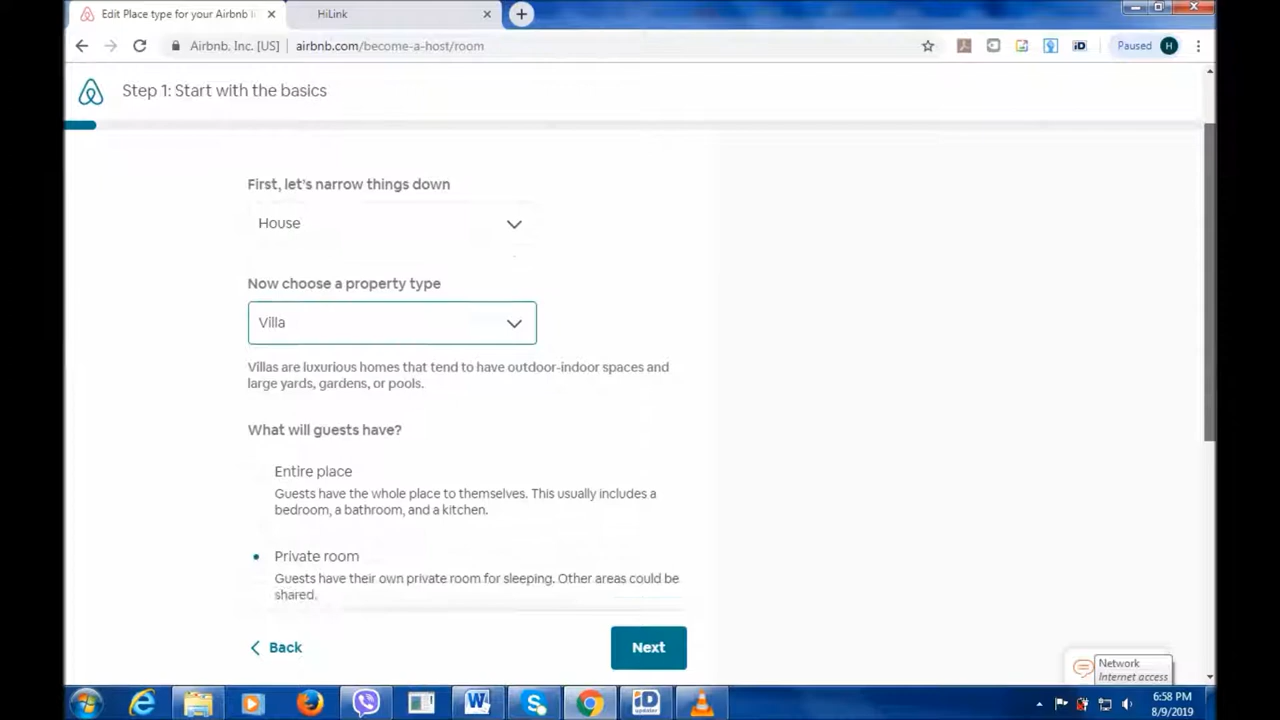 Edit Place type for your Airbnb l
HiLink
Airbnb, Inc. [US]
airbnb.com/become-a-host/room
iD
Paused
H
Step 1: Start with the basics
First, let's narrow things down
House
Now choose a property type
Villa
Villas are luxurious homes that tend to have outdoor-indoor spaces and
large yards, gardens, or pools.
What will guests have?
Entire place
Guests have the whole place to themselves. This usually includes a
bedroom, a bathroom, and a kitchen.
Private room
Guests have their own private room for sleeping. Other areas could be
shared.
Back
Next
Network
Internet access
W
S
iD
updater
6:58 PM
8/9/2019